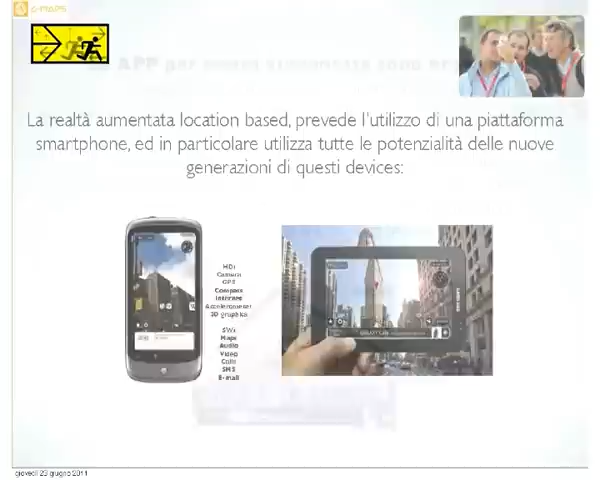 G-MAPS
La realtà aumentata location based, prevede l'utilizzo di una piattaforma
smartphone, ed in particolare utilizza tutte le potenzialità delle nuove
generazioni di questi devices:
Camera
GPS
Compass
Internet
Accelerometer
3D graphics
SW:
Maps
Audio
Video
Calls
SMS
E-mail
giovedì 23 giugno 2011